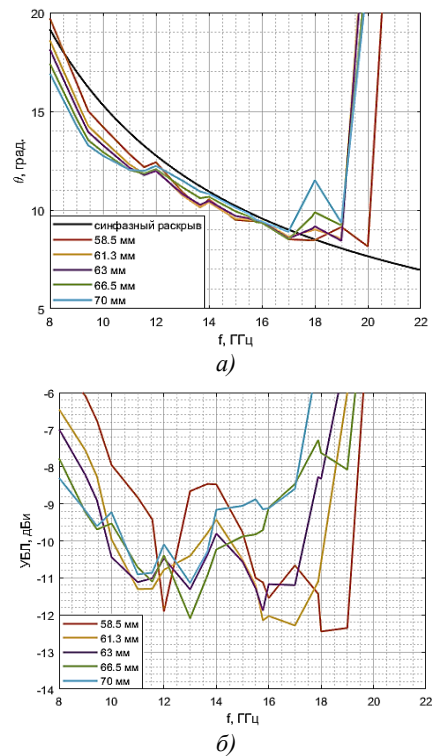 20
15
10
5
θ, град.
синфазный раскрыв
58.5 мм
61.3 мм
63 мм
66.5 мм
70 мм
8 10 12 14 16 18 20 22
f, ГГц
а)
-6
-7
-8
-9
-10
-11
-12
-13
-14
УБЛ, дБи
58.5 мм
61.3 мм
63 мм
66.5 мм
70 мм
8 10 12 14 16 18 20 22
f, ГГц
б)